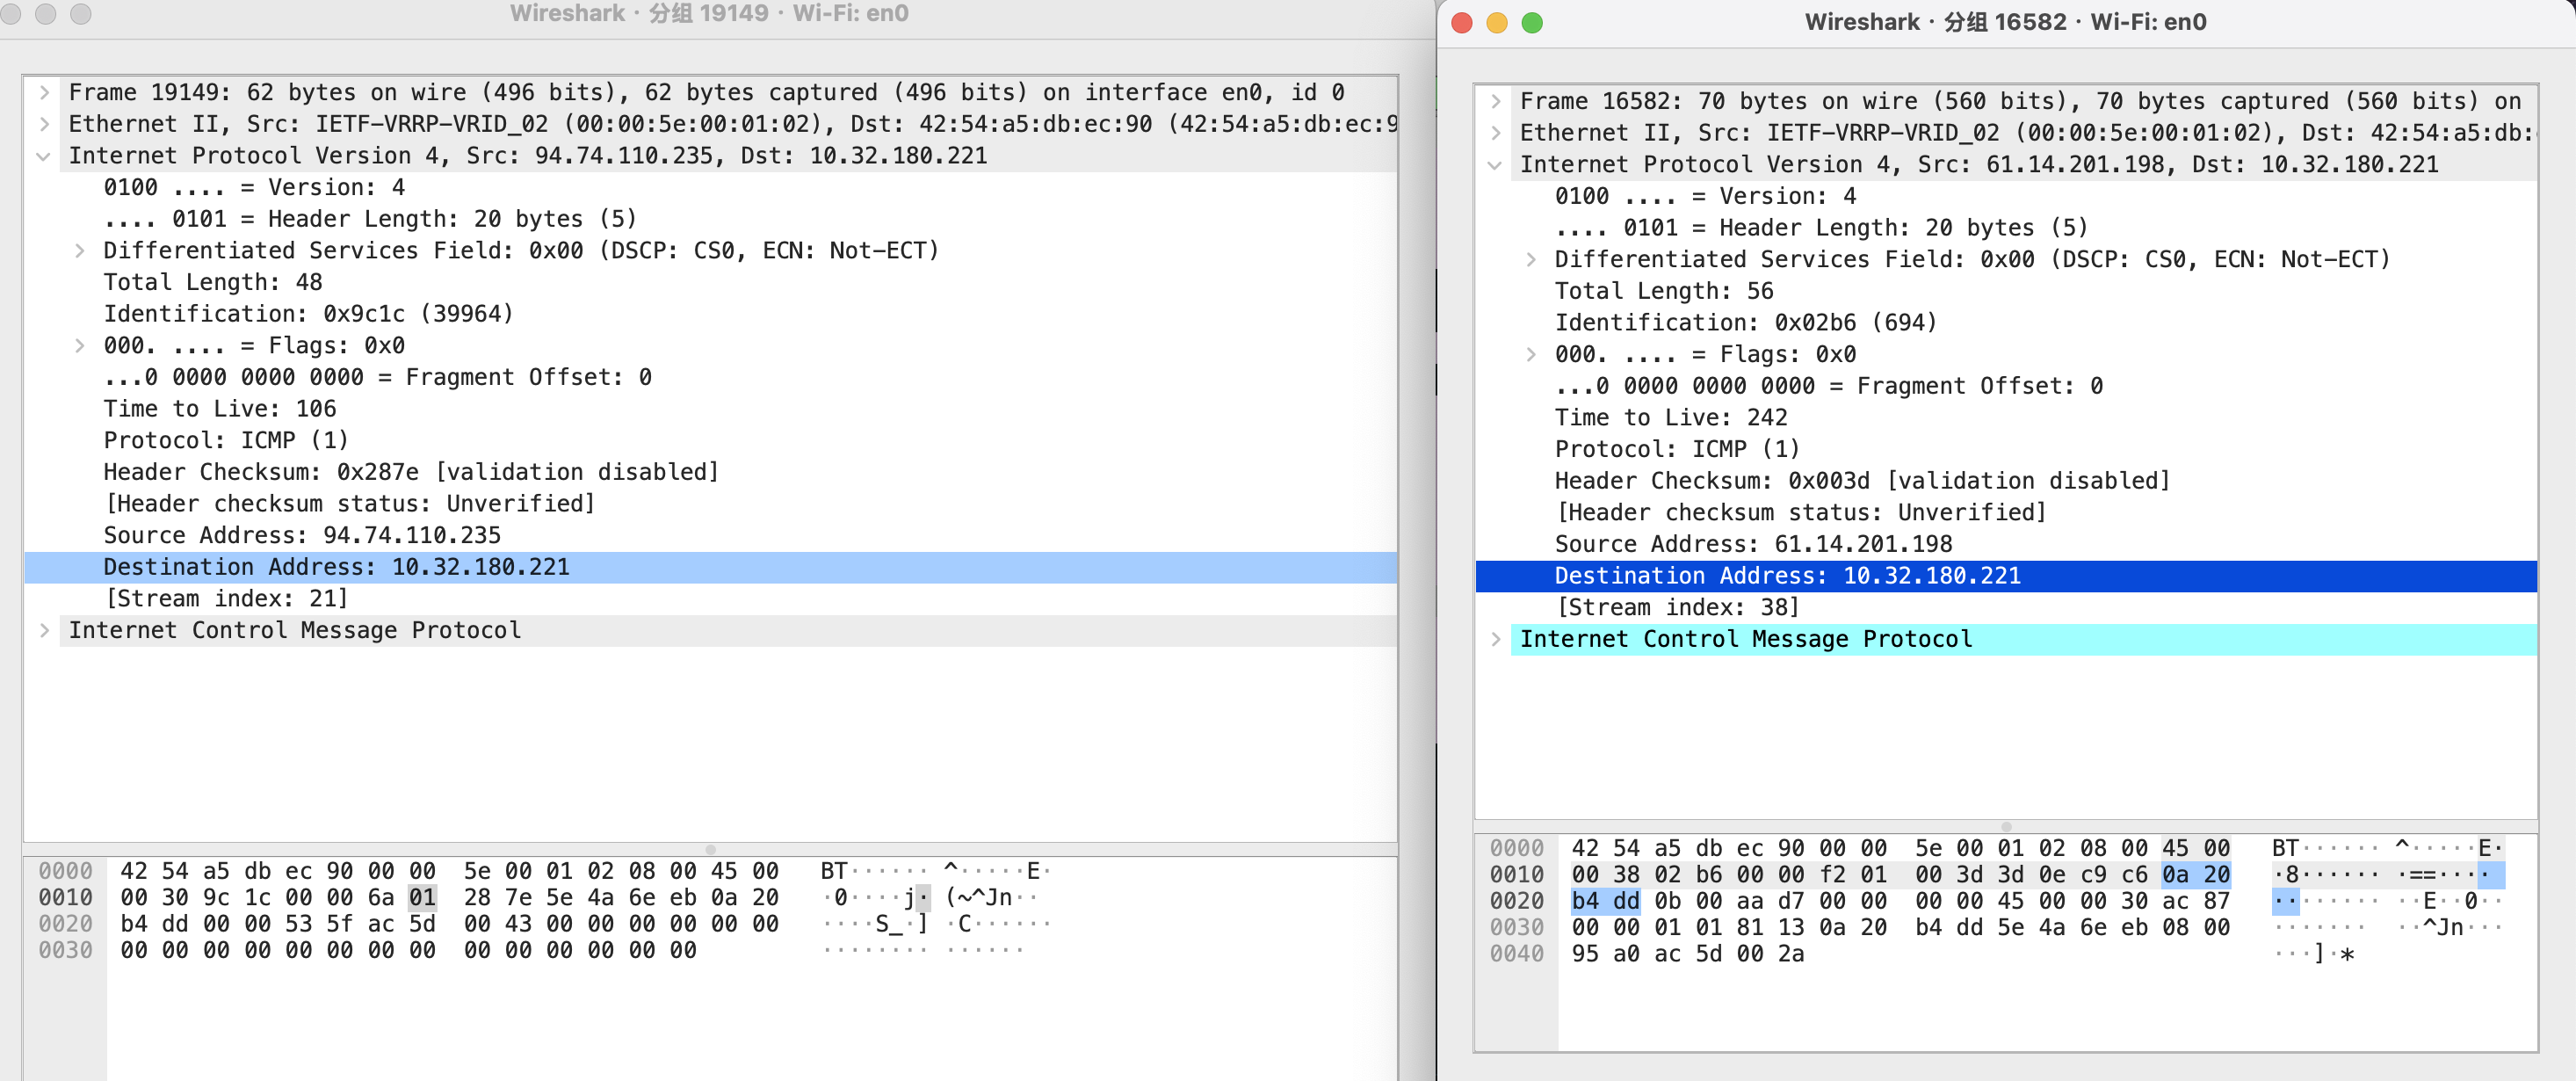 Wireshark · 分组 19149 · Wi-Fi: en0
Frame 19149: 62 bytes on wire (496 bits), 62 bytes captured (496 bits) on interface en0, id 0
Ethernet II, Src: IETF-VRRP-VRID_02 (00:00:5e:00:01:02), Dst: 42:54:a5:db:ec:90 (42:54:a5:db:ec:9
Internet Protocol Version 4, Src: 94.74.110.235, Dst: 10.32.180.221
0100 .... = Version: 4
.... 0101 = Header Length: 20 bytes (5)
Differentiated Services Field: 0x00 (DSCP: CS0, ECN: Not-ECT)
Total Length: 48
Identification: 0x9c1c (39964)
000. .... = Flags: 0x0
...0 0000 0000 0000 = Fragment Offset: 0
Time to Live: 106
Protocol: ICMP (1)
Header Checksum: 0x287e [validation disabled]
[Header checksum status: Unverified]
Source Address: 94.74.110.235
Destination Address: 10.32.180.221
[Stream index: 21]
Internet Control Message Protocol
0000 42 54 a5 db ec 90 00 00 5e 00 01 02 08 00 45 00 BT······ ^·····E·
0010 00 30 9c 1c 00 00 6a 01 28 7e 5e 4a 6e eb 0a 20 ·0····j· (~^Jn··
0020 b4 dd 00 00 53 5f ac 5d 00 43 00 00 00 00 00 00 ····S_·] ·C······
0030 00 00 00 00 00 00 00 00 00 00 00 00 00 00 ········ ······
Wireshark · 分组 16582 · Wi-Fi: en0
Frame 16582: 70 bytes on wire (560 bits), 70 bytes captured (560 bits) on
Ethernet II, Src: IETF-VRRP-VRID_02 (00:00:5e:00:01:02), Dst: 42:54:a5:db:
Internet Protocol Version 4, Src: 61.14.201.198, Dst: 10.32.180.221
0100 .... = Version: 4
.... 0101 = Header Length: 20 bytes (5)
Differentiated Services Field: 0x00 (DSCP: CS0, ECN: Not-ECT)
Total Length: 56
Identification: 0x02b6 (694)
000. .... = Flags: 0x0
...0 0000 0000 0000 = Fragment Offset: 0
Time to Live: 242
Protocol: ICMP (1)
Header Checksum: 0x003d [validation disabled]
[Header checksum status: Unverified]
Source Address: 61.14.201.198
Destination Address: 10.32.180.221
[Stream index: 38]
Internet Control Message Protocol
0000 42 54 a5 db ec 90 00 00 5e 00 01 02 08 00 45 00 BT······ ^·····E·
0010 00 38 02 b6 00 00 f2 01 00 3d 3d 0e c9 c6 0a 20 ·8······ ·==····
0020 b4 dd 0b 00 aa d7 00 00 00 00 45 00 00 30 ac 87 ········ ··E··0··
0030 00 00 01 01 81 13 0a 20 b4 dd 5e 4a 6e eb 08 00 ······· ··^Jn···
0040 95 a0 ac 5d 00 2a ···]·*